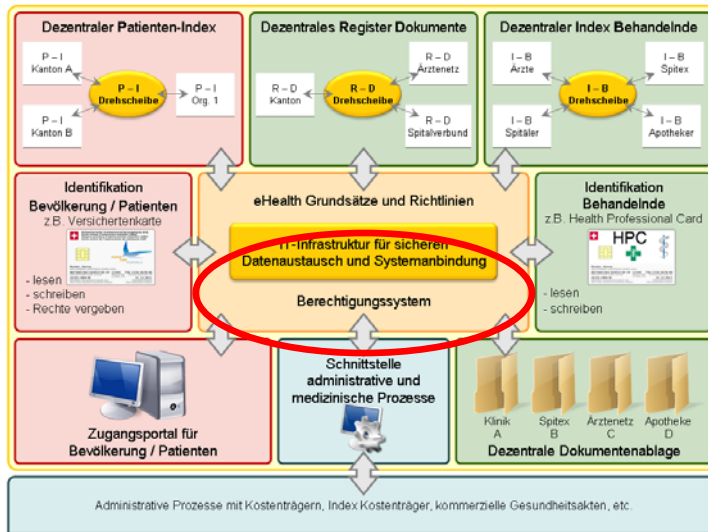 Dezentraler Patienten-Index
P – I
Kanton A
P – I
Drehscheibe
P – I
Org. 1
P – I
Kanton B
Dezentrales Register Dokumente
R – D
Ärztenetz
R – D
Kanton
R – D
Drehscheibe
R – D
Spitalverbund
Dezentraler Index Behandelnde
I – B
Ärzte
I – B
Spitex
I – B
Drehscheibe
I – B
Spitäler
I – B
Apotheker
Identifikation
Bevölkerung / Patienten
z.B. Versichertenkarte
- lesen
- schreiben
- Rechte vergeben
eHealth Grundsätze und Richtlinien
IT-Infrastruktur für sicheren
Datenaustausch und Systemanbindung
Berechtigungssystem
Identifikation
Behandelnde
z.B. Health Professional Card
HPC
- lesen
- schreiben
Zugangsportal für
Bevölkerung / Patienten
Schnittstelle
administrative und
medizinische Prozesse
Klinik
A
Spitex
B
Ärztenetz
C
Apotheke
D
Dezentrale Dokumentenablage
Administrative Prozesse mit Kostenträgern, Index Kostenträger, kommerzielle Gesundheitsakten, etc.